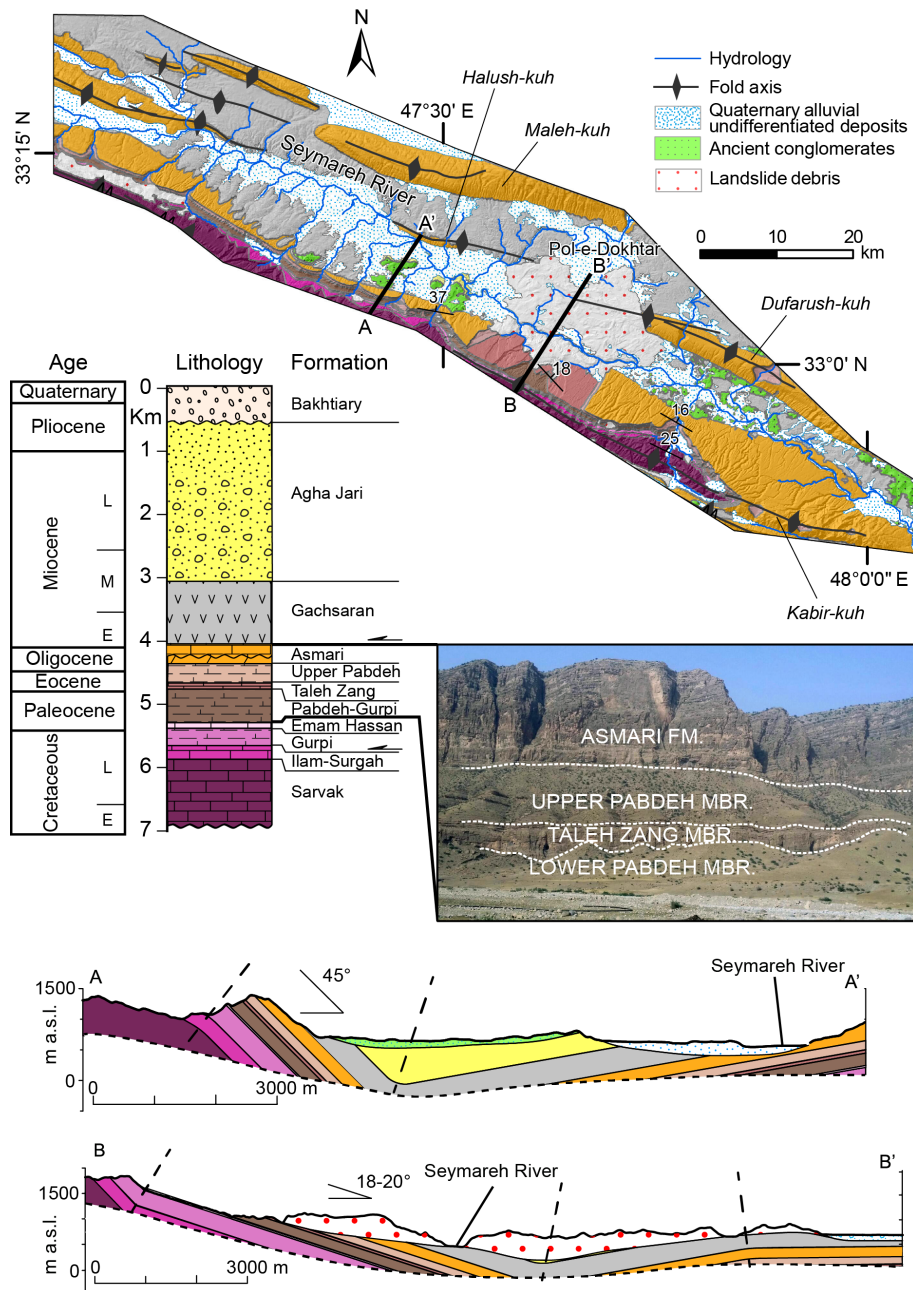 N
47°30' E
33°15' N
Halush-kuh
Maleh-kuh
Seymareh River
Hydrology
Fold axis
Quaternary alluvial
undifferentiated deposits
Ancient conglomerates
Landslide debris
0 10 20
km
A'
Pol-e-Dokhtar
B'
37
A
Dufarush-kuh
33°0' N
18
B
16
25
48°0'0" E
Kabir-kuh
Age Lithology Formation
Quaternary
Pliocene
Miocene
L
M
E
Oligocene
Eocene
Paleocene
Cretaceous
L
E
0
Km
1
2
3
4
5
6
7
Bakhtiary
Agha Jari
Gachsaran
Asmari
Upper Pabdeh
Taleh Zang
Pabdeh-Gurpi
Emam Hassan
Gurpi
Ilam-Surgah
Sarvak
ASMARI FM.
UPPER PABDEH MBR.
TALEH ZANG MBR.
LOWER PABDEH MBR.
A
45°
Seymareh River
A'
1500
m a.s.l.
0
0 3000 m
B
18-20°
Seymareh River
B'
1500
m a.s.l.
0
0 3000 m